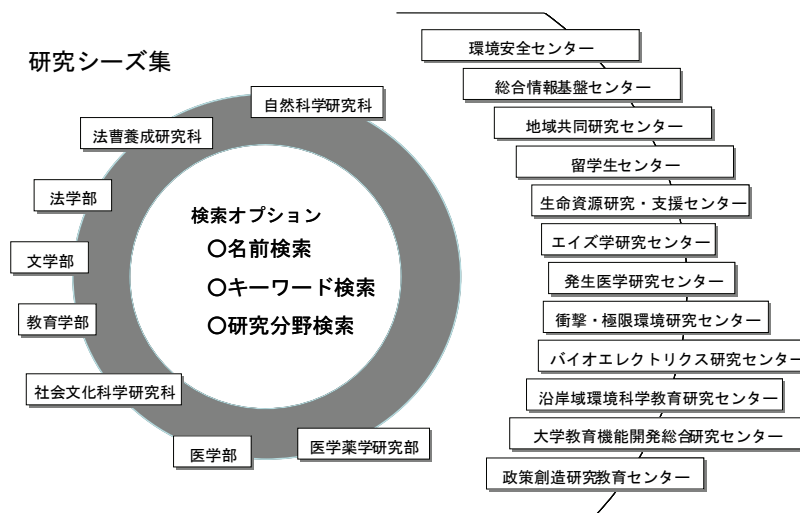 研究シーズ集
自然科学研究科
法曹養成研究科
法学部
文学部
教育学部
社会文化科学研究科
医学部
医学薬学研究部
検索オプション
〇名前検索
〇キーワード検索
〇研究分野検索
環境安全センター
総合情報基盤センター
地域共同研究センター
留学生センター
生命資源研究・支援センター
エイズ学研究センター
発生医学研究センター
衝撃・極限環境研究センター
バイオエレクトリクス研究センター
沿岸域環境科学教育研究センター
大学教育機能開発総合研究センター
政策創造研究教育センター